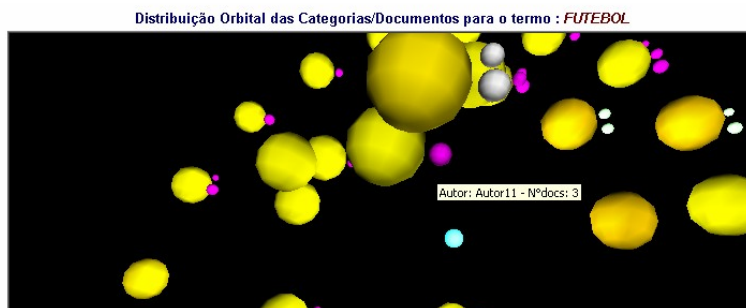 Distribuição Orbital das Categorias/Documentos para o termo : FUTEBOL
Autor: Autor11 - Nºdocs: 3